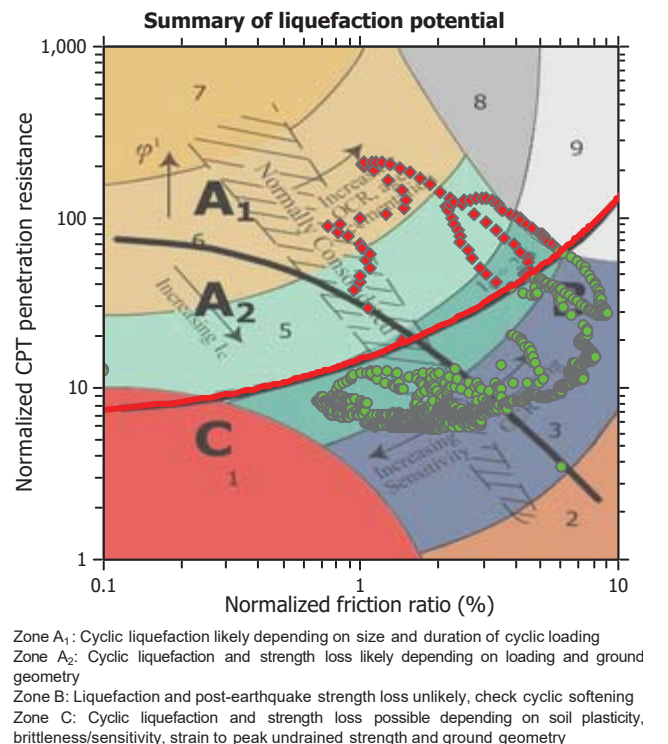 Summary of liquefaction potential
1,000
100
10
1
Normalized CPT penetration resistance
7
8
9
φ'
A1
Normally Consolidated
6
A2
Increasing Ic
5
B
C
1
Increasing
Sensitivity
3
2
0.1
1
10
Normalized friction ratio (%)
Zone A1: Cyclic liquefaction likely depending on size and duration of cyclic loading
Zone A2: Cyclic liquefaction and strength loss likely depending on loading and ground
geometry
Zone B: Liquefaction and post-earthquake strength loss unlikely, check cyclic softening
Zone C: Cyclic liquefaction and strength loss possible depending on soil plasticity,
brittleness/sensitivity, strain to peak undrained strength and ground geometry